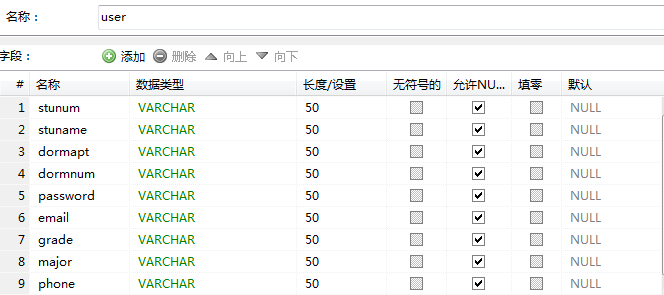 名称： user
字段： 添加 删除 向上 向下
# 名称 数据类型 长度/设置 无符号的 允许NU... 填零 默认
1 stunum VARCHAR 50 NULL
2 stuname VARCHAR 50 NULL
3 dormapt VARCHAR 50 NULL
4 dormnum VARCHAR 50 NULL
5 password VARCHAR 50 NULL
6 email VARCHAR 50 NULL
7 grade VARCHAR 50 NULL
8 major VARCHAR 50 NULL
9 phone VARCHAR 50 NULL